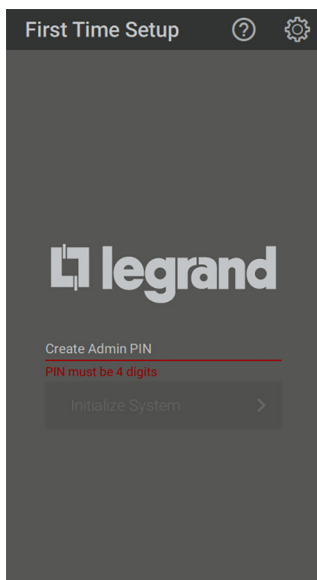 First Time Setup
legrand
Create Admin PIN
PIN must be 4 digits
Initialize System